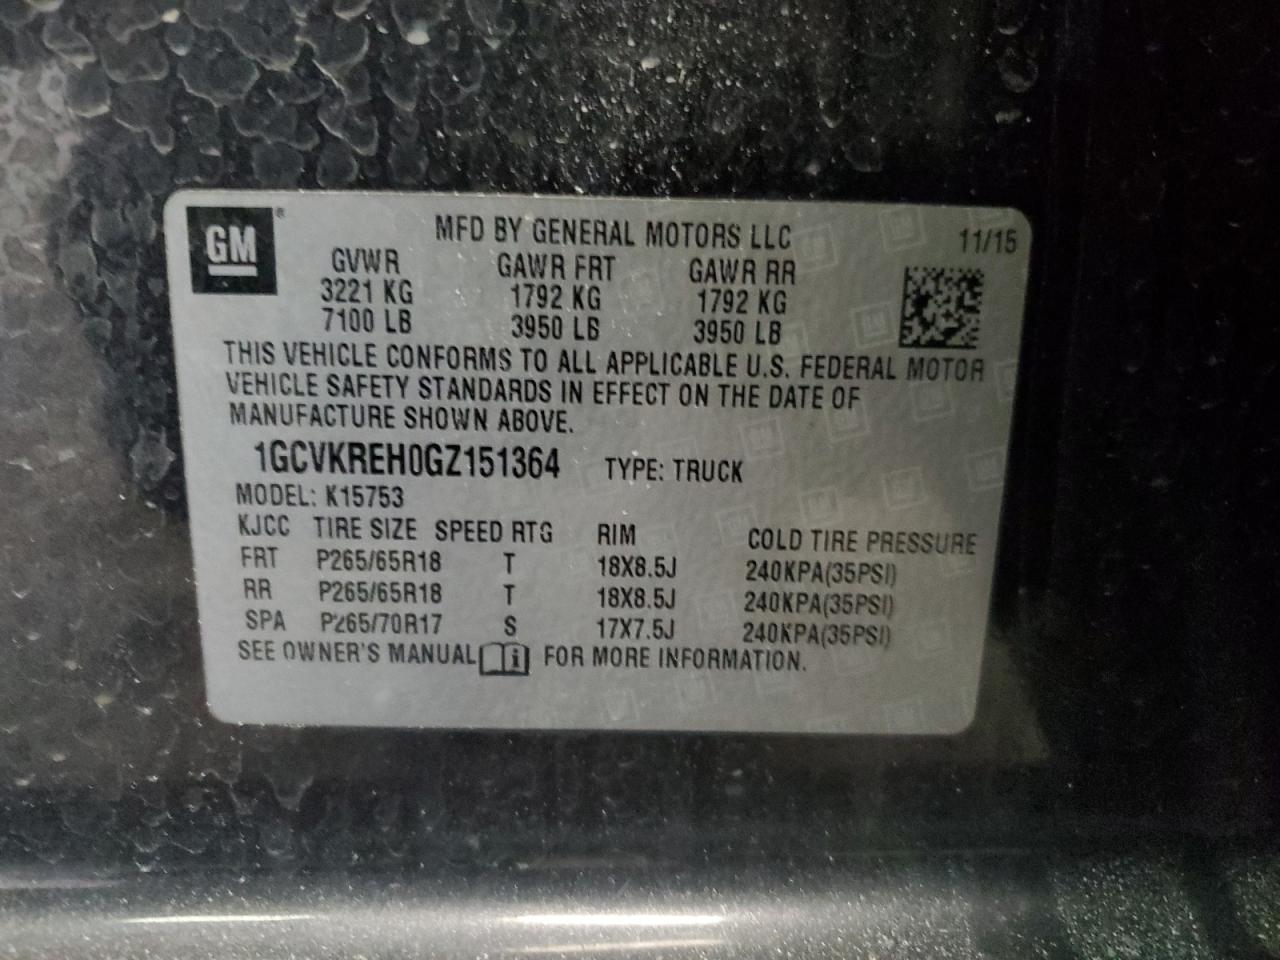 GM ®
MFD BY GENERAL MOTORS LLC 11/15
GVWR GAWR FRT GAWR RR
3221 KG 1792 KG 1792 KG
7100 LB 3950 LB 3950 LB
THIS VEHICLE CONFORMS TO ALL APPLICABLE U.S. FEDERAL MOTOR
VEHICLE SAFETY STANDARDS IN EFFECT ON THE DATE OF
MANUFACTURE SHOWN ABOVE.
1GCVKREH0GZ151364 TYPE: TRUCK
MODEL: K15753
KJCC TIRE SIZE SPEED RTG RIM COLD TIRE PRESSURE
FRT P265/65R18 T 18X8.5J 240KPA(35PSI)
RR P265/65R18 T 18X8.5J 240KPA(35PSI)
SPA P265/70R17 S 17X7.5J 240KPA(35PSI)
SEE OWNER'S MANUAL i FOR MORE INFORMATION.